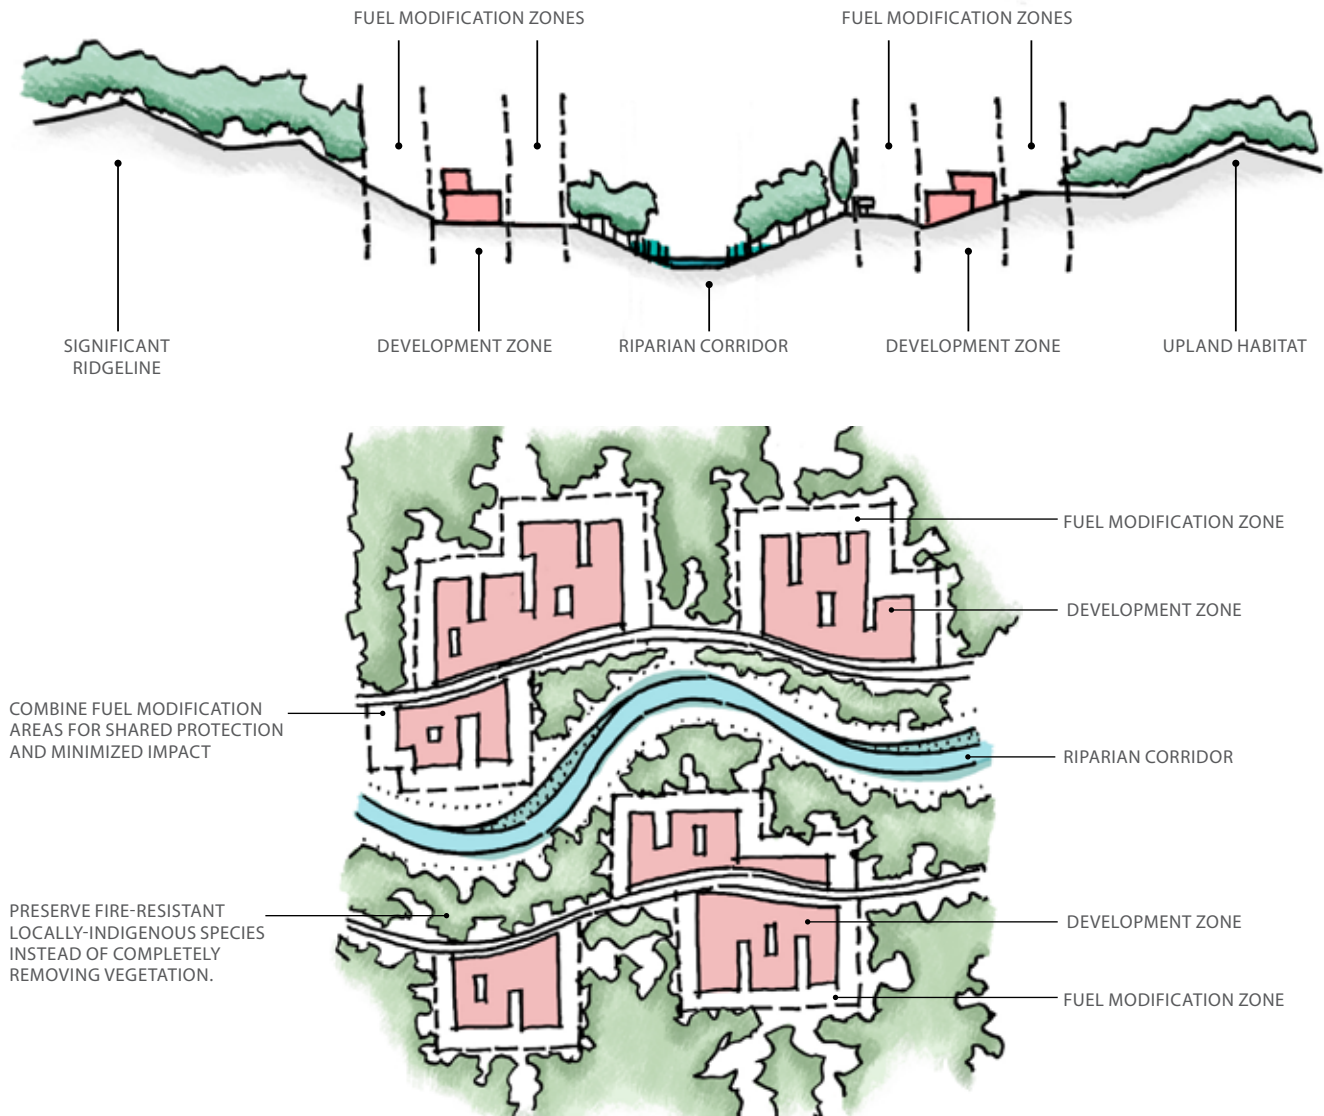 FUEL MODIFICATION ZONES
FUEL MODIFICATION ZONES
SIGNIFICANT
RIDGELINE
DEVELOPMENT ZONE
RIPARIAN CORRIDOR
DEVELOPMENT ZONE
UPLAND HABITAT
FUEL MODIFICATION ZONE
DEVELOPMENT ZONE
COMBINE FUEL MODIFICATION
AREAS FOR SHARED PROTECTION
AND MINIMIZED IMPACT
RIPARIAN CORRIDOR
PRESERVE FIRE-RESISTANT
LOCALLY-INDIGENOUS SPECIES
INSTEAD OF COMPLETELY
REMOVING VEGETATION.
DEVELOPMENT ZONE
FUEL MODIFICATION ZONE